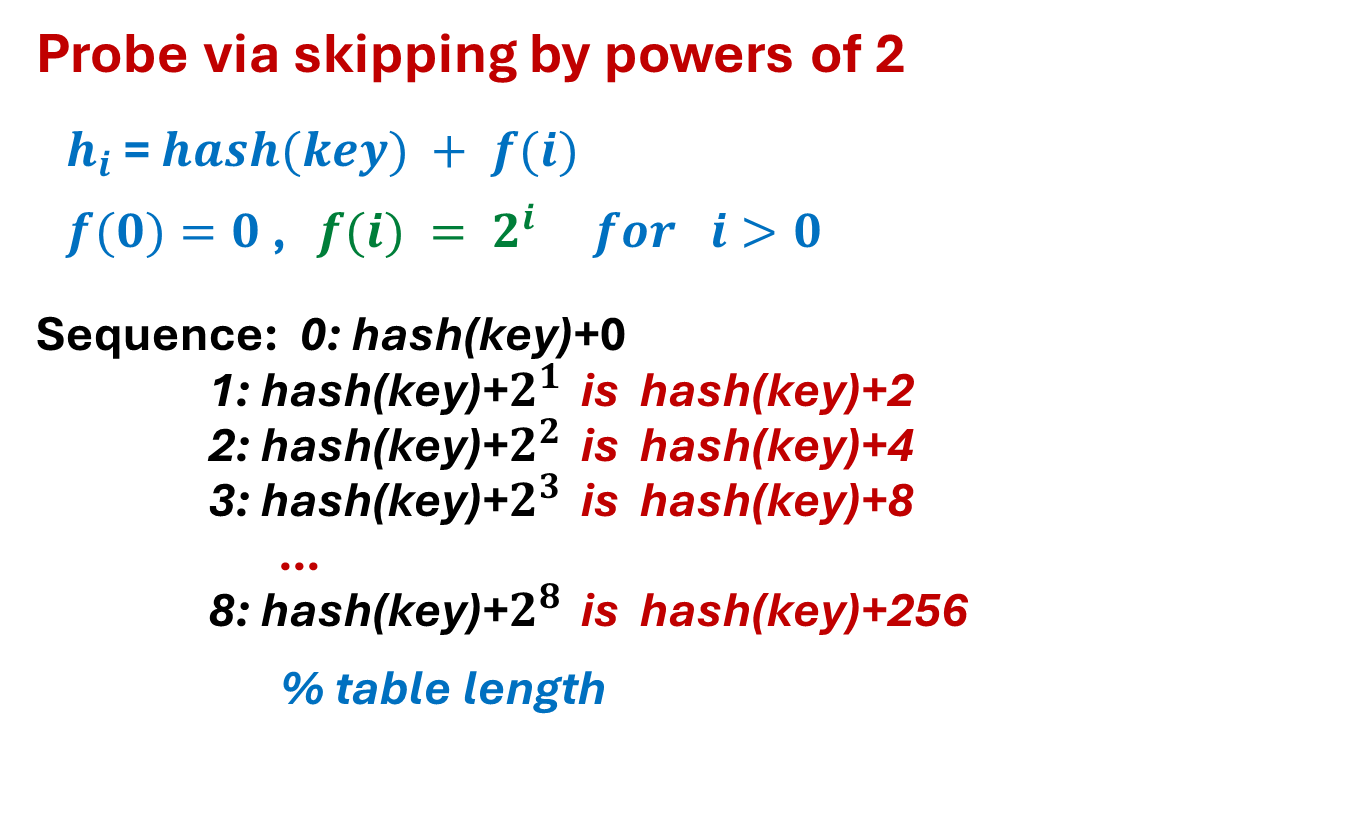 Probe via skipping by powers of 2
hᵢ = hash(key) + f(i)
f(0) = 0 , f(i) = 2ⁱ for i > 0
Sequence: 0: hash(key)+0
1: hash(key)+2¹ is hash(key)+2
2: hash(key)+2² is hash(key)+4
3: hash(key)+2³ is hash(key)+8
...
8: hash(key)+2⁸ is hash(key)+256
% table length